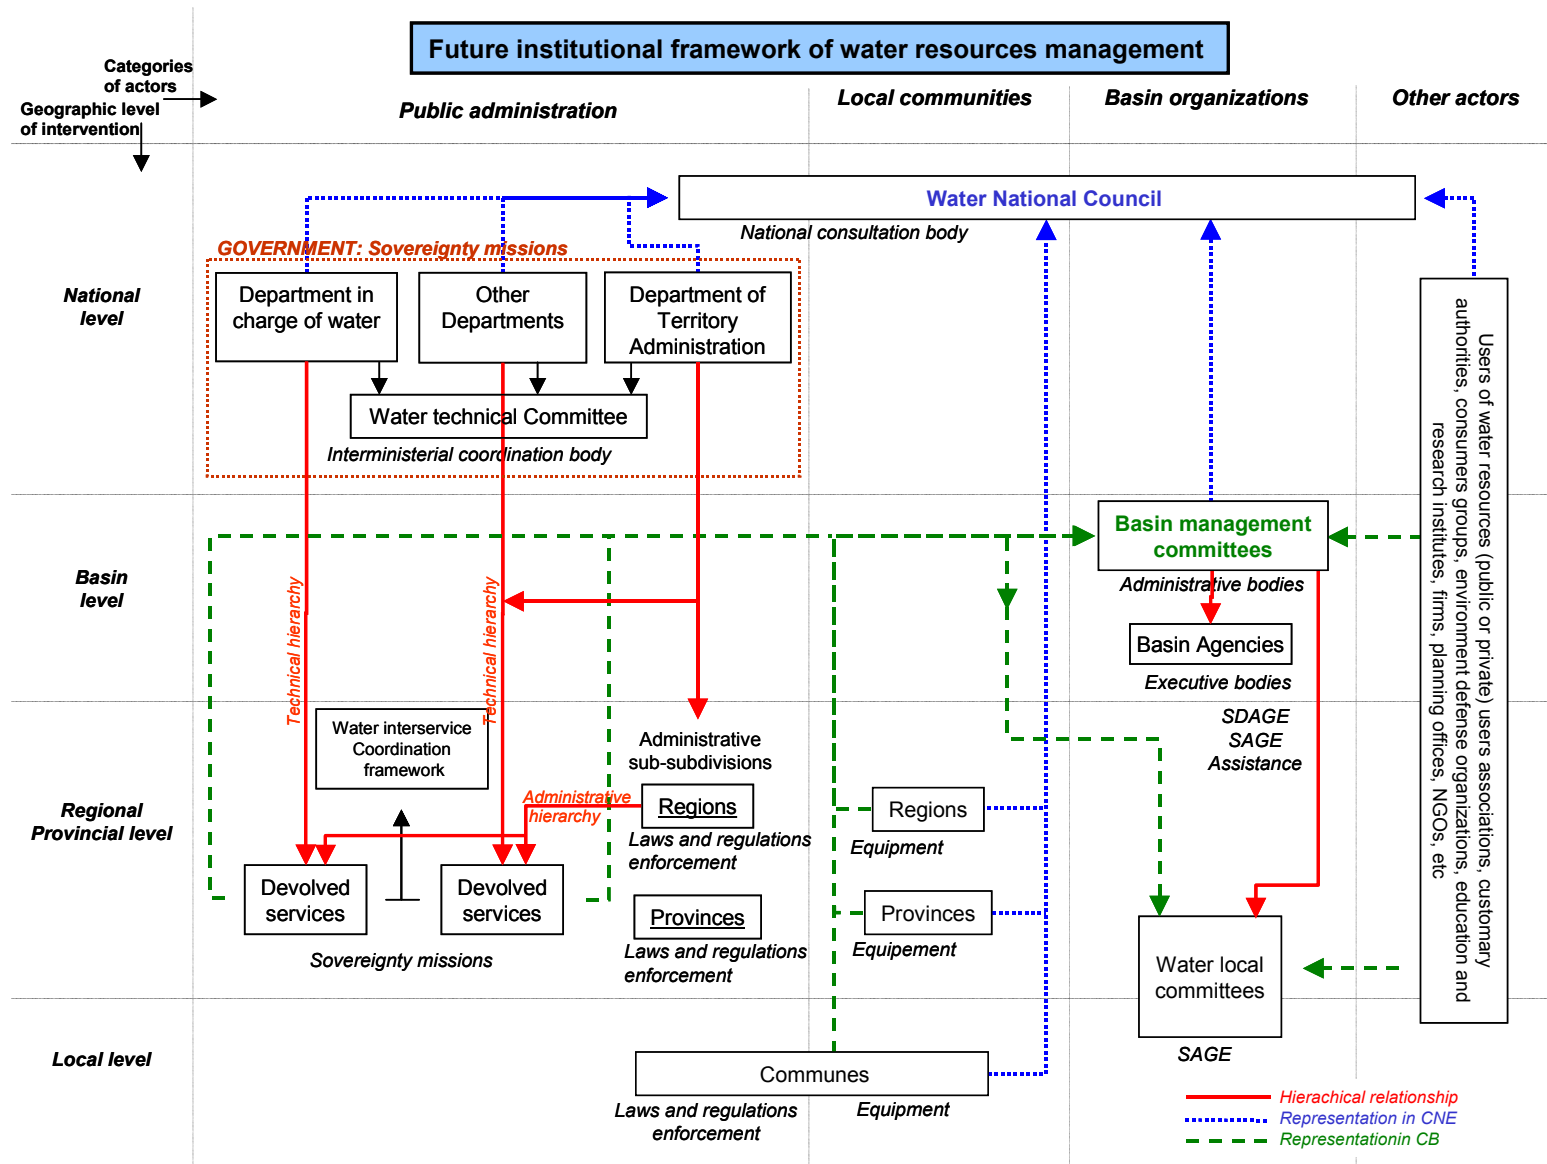 Future institutional framework of water resources management
Categories
of actors
Geographic level
of intervention
Public administration
Local communities
Basin organizations
Other actors
Water National Council
National consultation body
GOVERNMENT: Sovereignty missions
National
level
Department in
charge of water
Other
Departments
Department of
Territory
Administration
Water technical Committee
Interministerial coordination body
Users of water resources (public or private) users associations, customary
authorities, consumers groups, environment defense organizations, education and
research institutes, firms, planning offices, NGOs, etc
Basin
level
Technical hierarchy
Technical hierarchy
Basin management
committees
Administrative bodies
Basin Agencies
Executive bodies
SDAGE
SAGE
Assistance
Regional
Provincial level
Water interservice
Coordination
framework
Administrative
sub-subdivisions
Administrative
hierarchy
Regions
Laws and regulations
enforcement
Regions
Equipment
Devolved
services
Devolved
services
Sovereignty missions
Provinces
Laws and regulations
enforcement
Provinces
Equipement
Water local
committees
SAGE
Local level
Communes
Laws and regulations
enforcement
Equipment
Hierachical relationship
Representation in CNE
Representationin CB